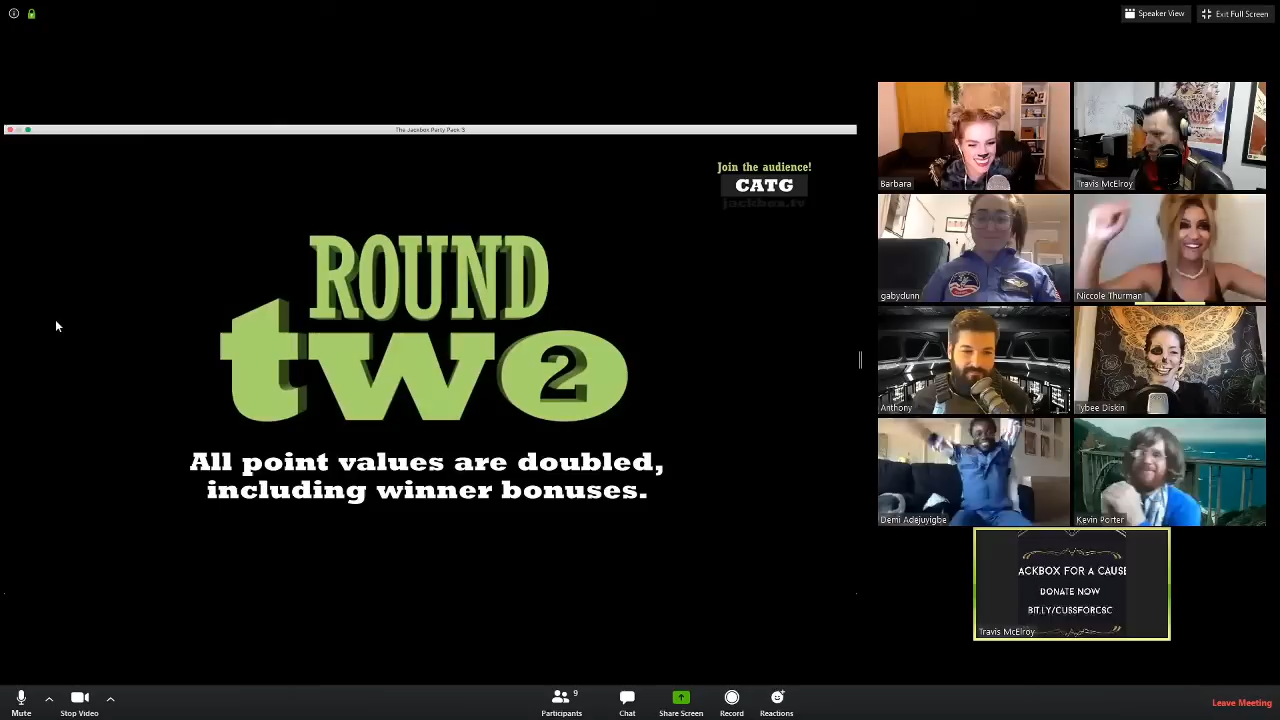 Speaker View
Exit Full Screen
The Jackbox Party Pack 3
Join the audience!
CATG
jackbox.tv
ROUND
two
2
All point values are doubled,
including winner bonuses.
Barbara
Travis McElroy
gabydunn
Niccole Thurman
Anthony
Tybee Diskin
Demi Adejuyigbe
Kevin Porter
ACKBOX FOR A CAUSE
DONATE NOW
BIT.LY/CUSSFORCSC
Travis McElroy
Mute
Stop Video
Participants
9
Chat
Share Screen
Record
Reactions
Leave Meeting